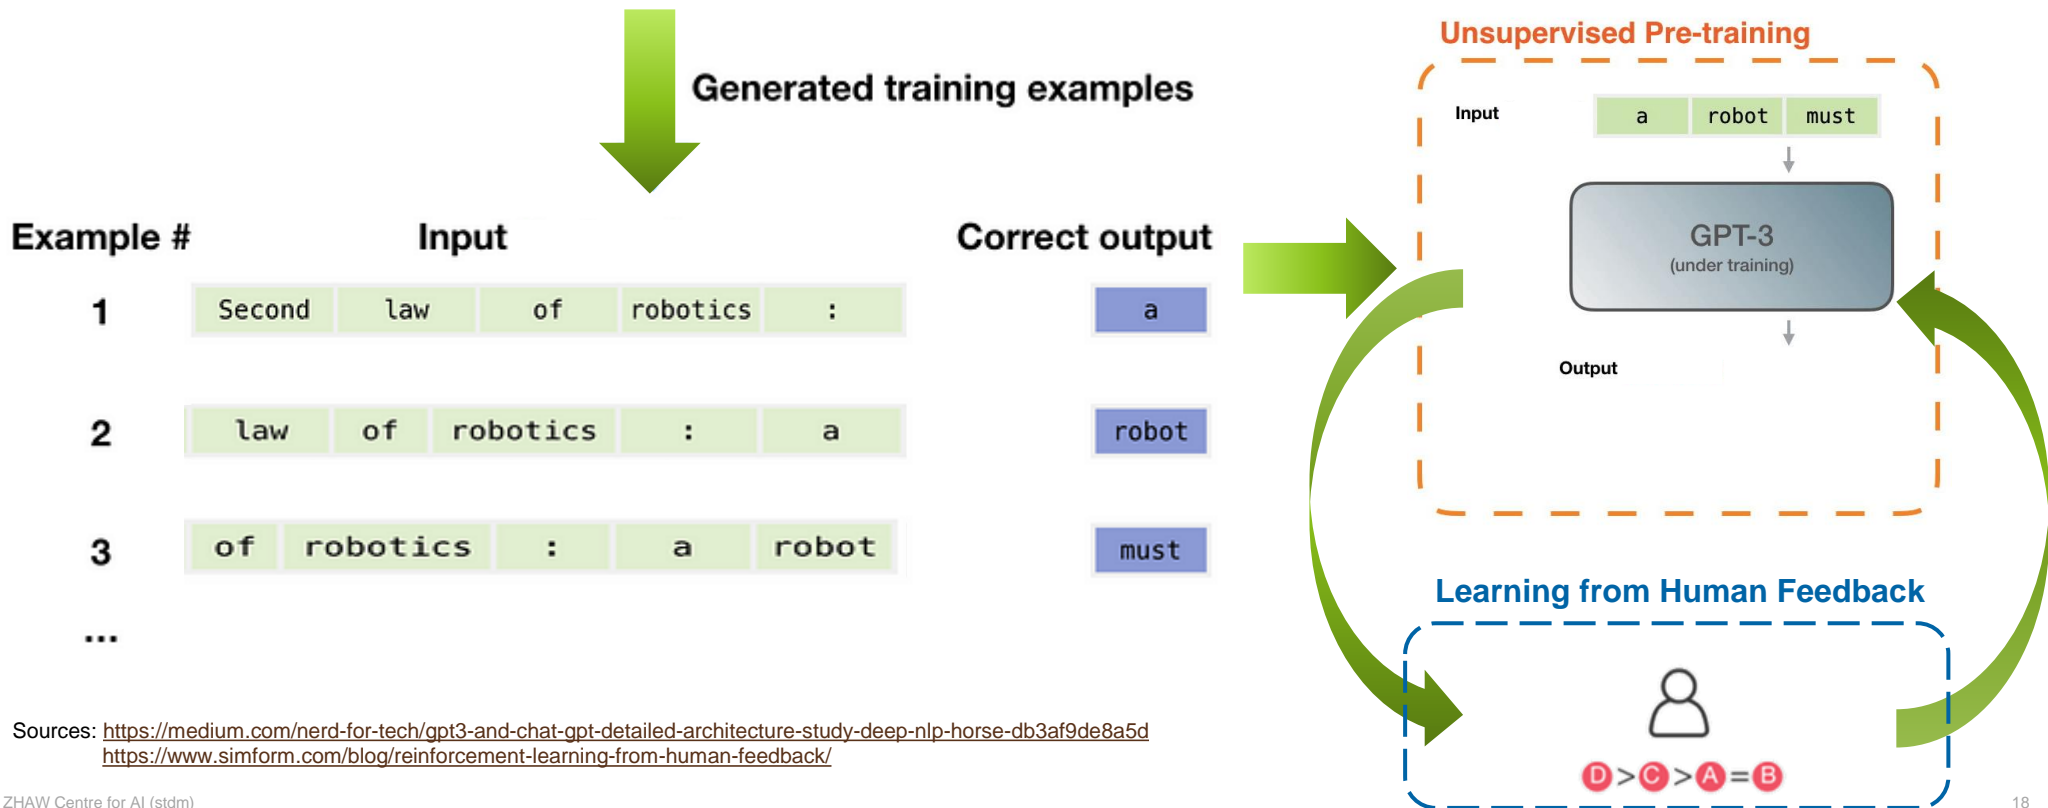 Generated training examples
Example # Input Correct output
1 Second law of robotics : a
2 law of robotics : a robot
3 of robotics : a robot must
...
Unsupervised Pre-training
Input a robot must
GPT-3
(under training)
Output
Learning from Human Feedback
D>C>A=B
Sources: https://medium.com/nerd-for-tech/gpt3-and-chat-gpt-detailed-architecture-study-deep-nlp-horse-db3af9de8a5d
https://www.simform.com/blog/reinforcement-learning-from-human-feedback/
ZHAW Centre for AI (stdm)
18